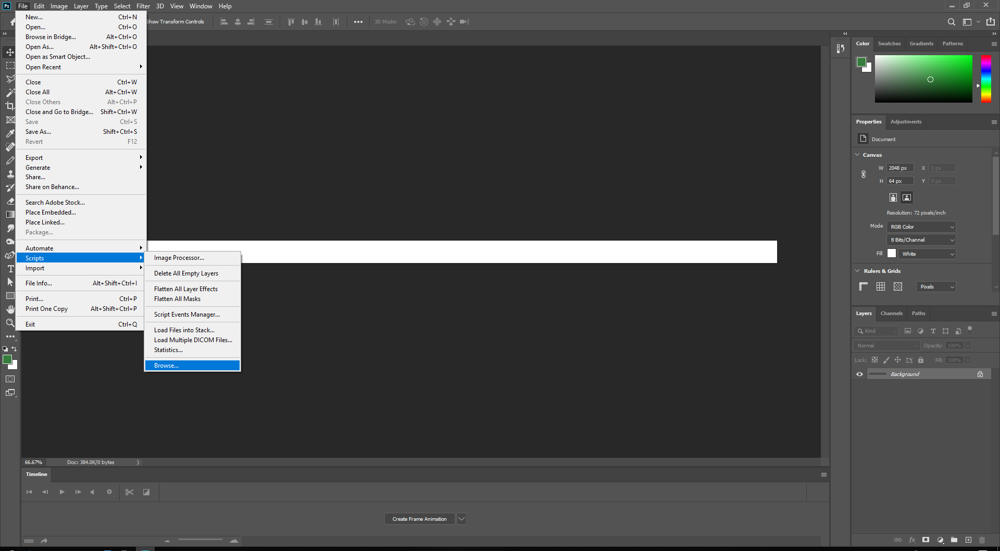 Ps File Edit Image Layer Type Select Filter 3D View Window Help
Show Transform Controls
3D Mode:
New... Ctrl+N
Open... Ctrl+O
Browse in Bridge... Alt+Ctrl+O
Open As... Alt+Shift+Ctrl+O
Open as Smart Object...
Open Recent
Close Ctrl+W
Close All Alt+Ctrl+W
Close Others Alt+Ctrl+P
Close and Go to Bridge... Shift+Ctrl+W
Save Ctrl+S
Save As... Shift+Ctrl+S
Revert F12
Export
Generate
Share...
Share on Behance...
Search Adobe Stock...
Place Embedded...
Place Linked...
Package...
Automate
Scripts
Import
File Info... Alt+Shift+Ctrl+I
Print... Ctrl+P
Print One Copy Alt+Shift+Ctrl+P
Exit Ctrl+Q
Image Processor...
Delete All Empty Layers
Flatten All Layer Effects
Flatten All Masks
Script Events Manager...
Load Files into Stack...
Load Multiple DICOM Files...
Statistics...
Browse...
66.67% Doc: 384.0K/0 bytes
Timeline
Create Frame Animation
Color Swatches Gradients Patterns
Properties Adjustments
Document
Canvas
W 2048 px X 0 px
H 64 px Y 0 px
Resolution: 72 pixels/inch
Mode RGB Color
8 Bits/Channel
Fill White
Rulers & Grids
Pixels
Layers Channels Paths
Kind
Normal Opacity: 100%
Lock: Fill: 100%
Background
fx